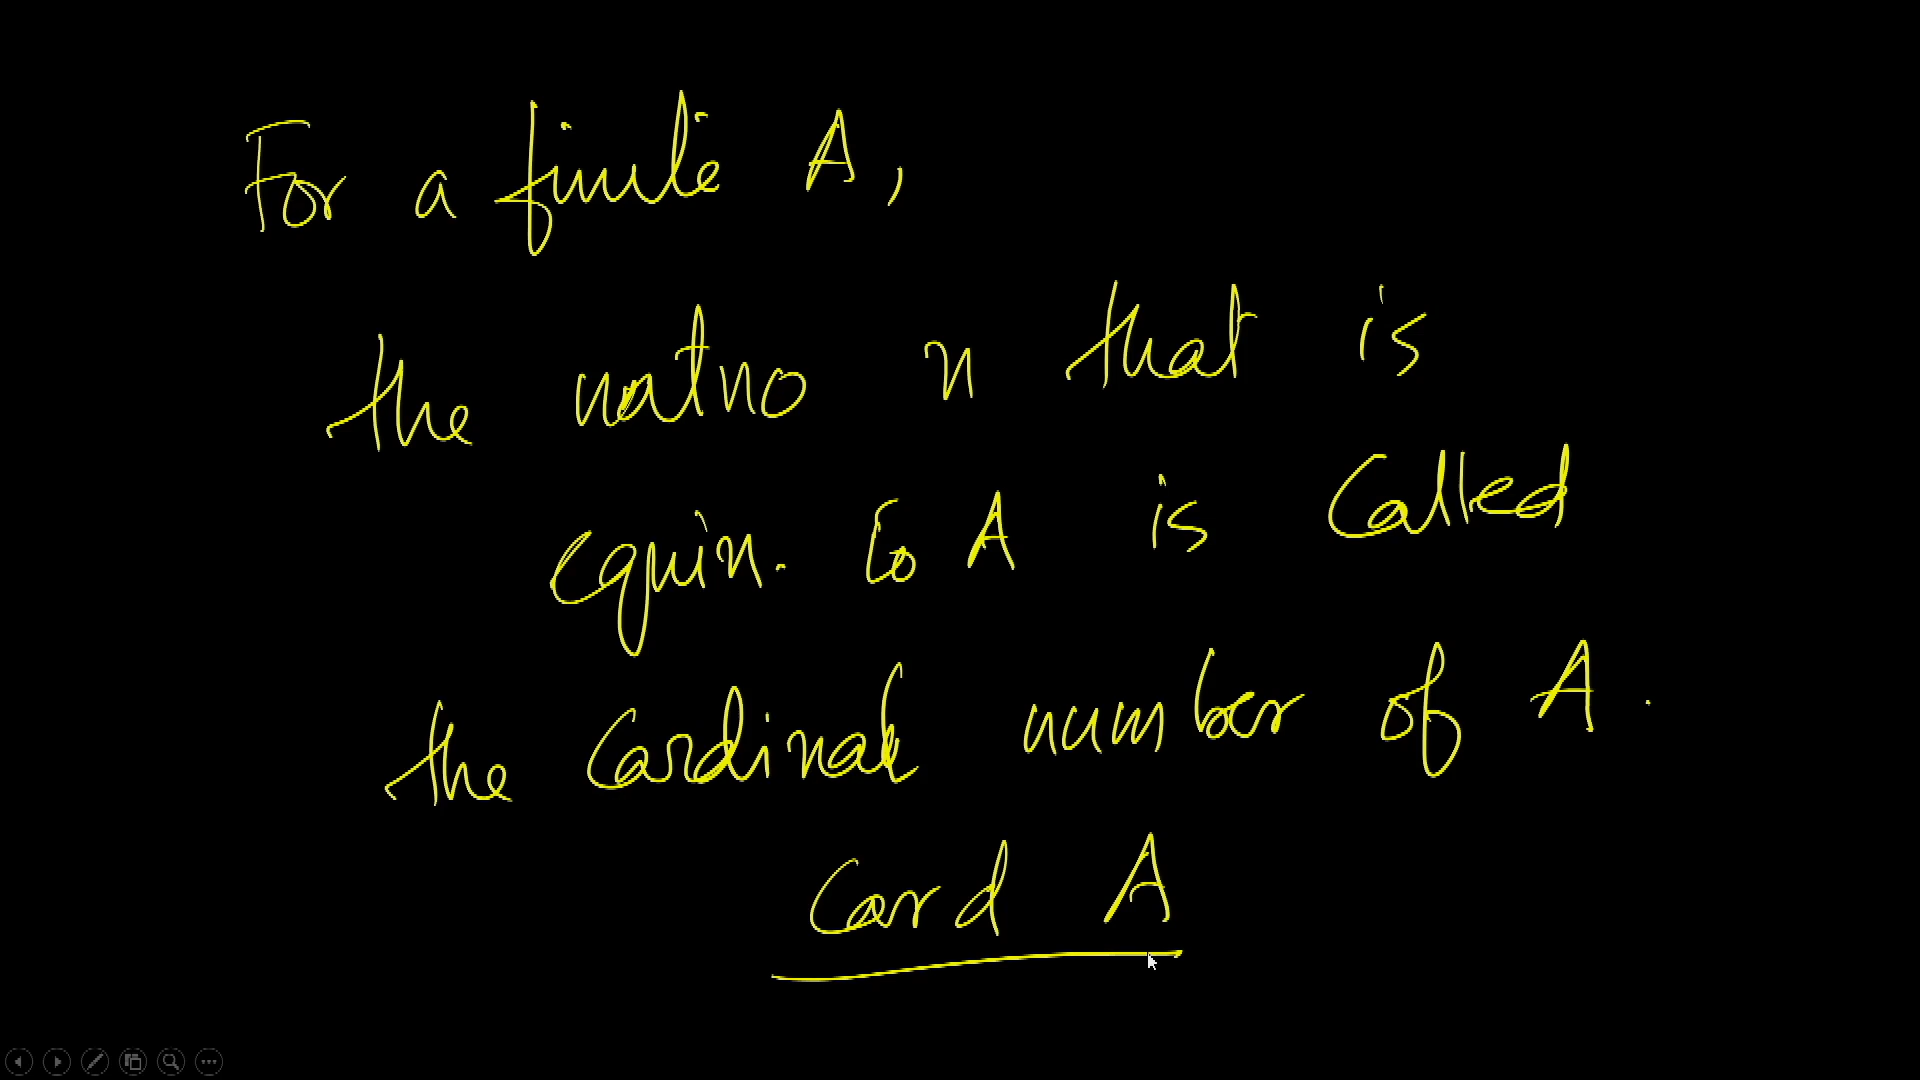 For a finite A,
the natno n that is
equin. to A is called
the cardinal number of A.
Card A